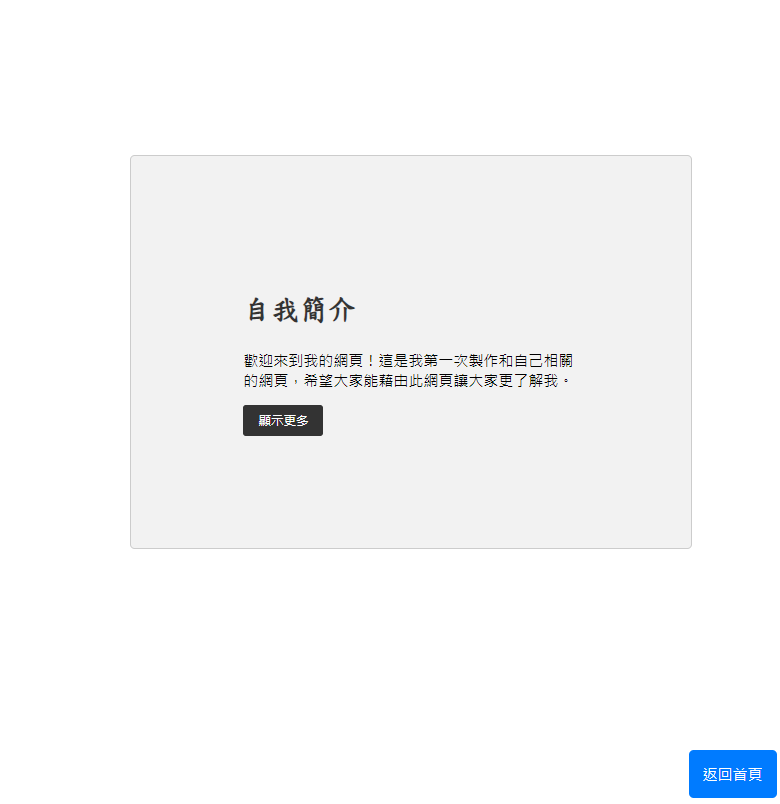 自我簡介
歡迎來到我的網頁！這是我第一次製作和自己相關
的網頁，希望大家能藉由此網頁讓大家更了解我。
顯示更多
返回首頁